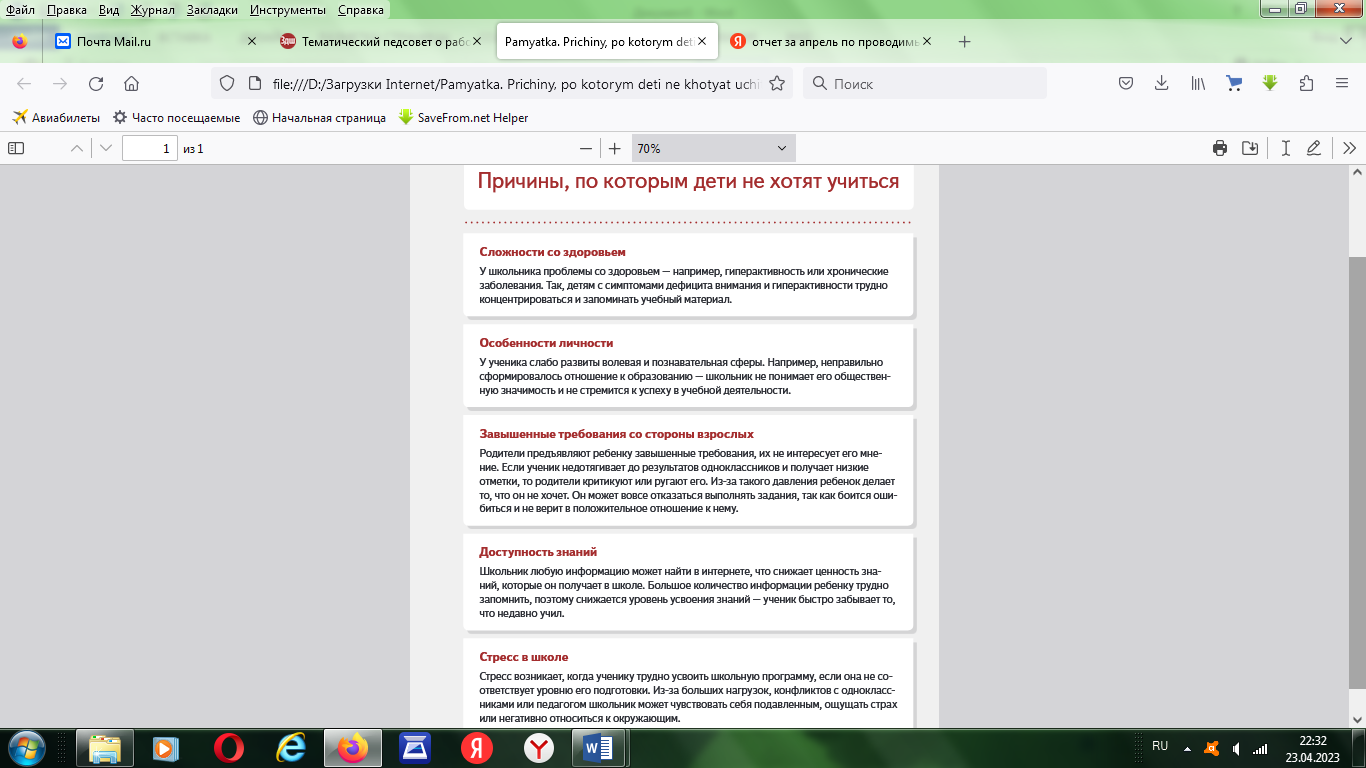 Файл Правка Вид Журнал Закладки Инструменты Справка
Почта Mail.ru
Тематический педсовет о рабо
Pamyatka. Prichiny, po kotorym deti
отчет за апрель по проводимы
file:///D:/Загрузки Internet/Pamyatka. Prichiny, po kotorym deti ne khotyat uchi
Поиск
Авиабилеты Часто посещаемые Начальная страница SaveFrom.net Helper
1 из 1 70%
Причины, по которым дети не хотят учиться
Сложности со здоровьем
У школьника проблемы со здоровьем — например, гиперактивность или хронические
заболевания. Так, детям с симптомами дефицита внимания и гиперактивности трудно
концентрироваться и запоминать учебный материал.
Особенности личности
У ученика слабо развиты волевая и познавательная сферы. Например, неправильно
сформировалось отношение к образованию — школьник не понимает его обществен-
ную значимость и не стремится к успеху в учебной деятельности.
Завышенные требования со стороны взрослых
Родители предъявляют ребенку завышенные требования, их не интересует его мне-
ние. Если ученик недотягивает до результатов одноклассников и получает низкие
отметки, то родители критикуют или ругают его. Из-за такого давления ребенок делает
то, что он не хочет. Он может вовсе отказаться выполнять задания, так как боится оши-
биться и не верит в положительное отношение к нему.
Доступность знаний
Школьник любую информацию может найти в интернете, что снижает ценность зна-
ний, которые он получает в школе. Большое количество информации ребенку трудно
запомнить, поэтому снижается уровень усвоения знаний — ученик быстро забывает то,
что недавно учил.
Стресс в школе
Стресс возникает, когда ученику трудно усвоить школьную программу, если она не со-
ответствует уровню его подготовки. Из-за больших нагрузок, конфликтов с однокласс-
никами или педагогом школьник может чувствовать себя подавленным, ощущать страх
или негативно относиться к окружающим.
RU
22:32
23.04.2023